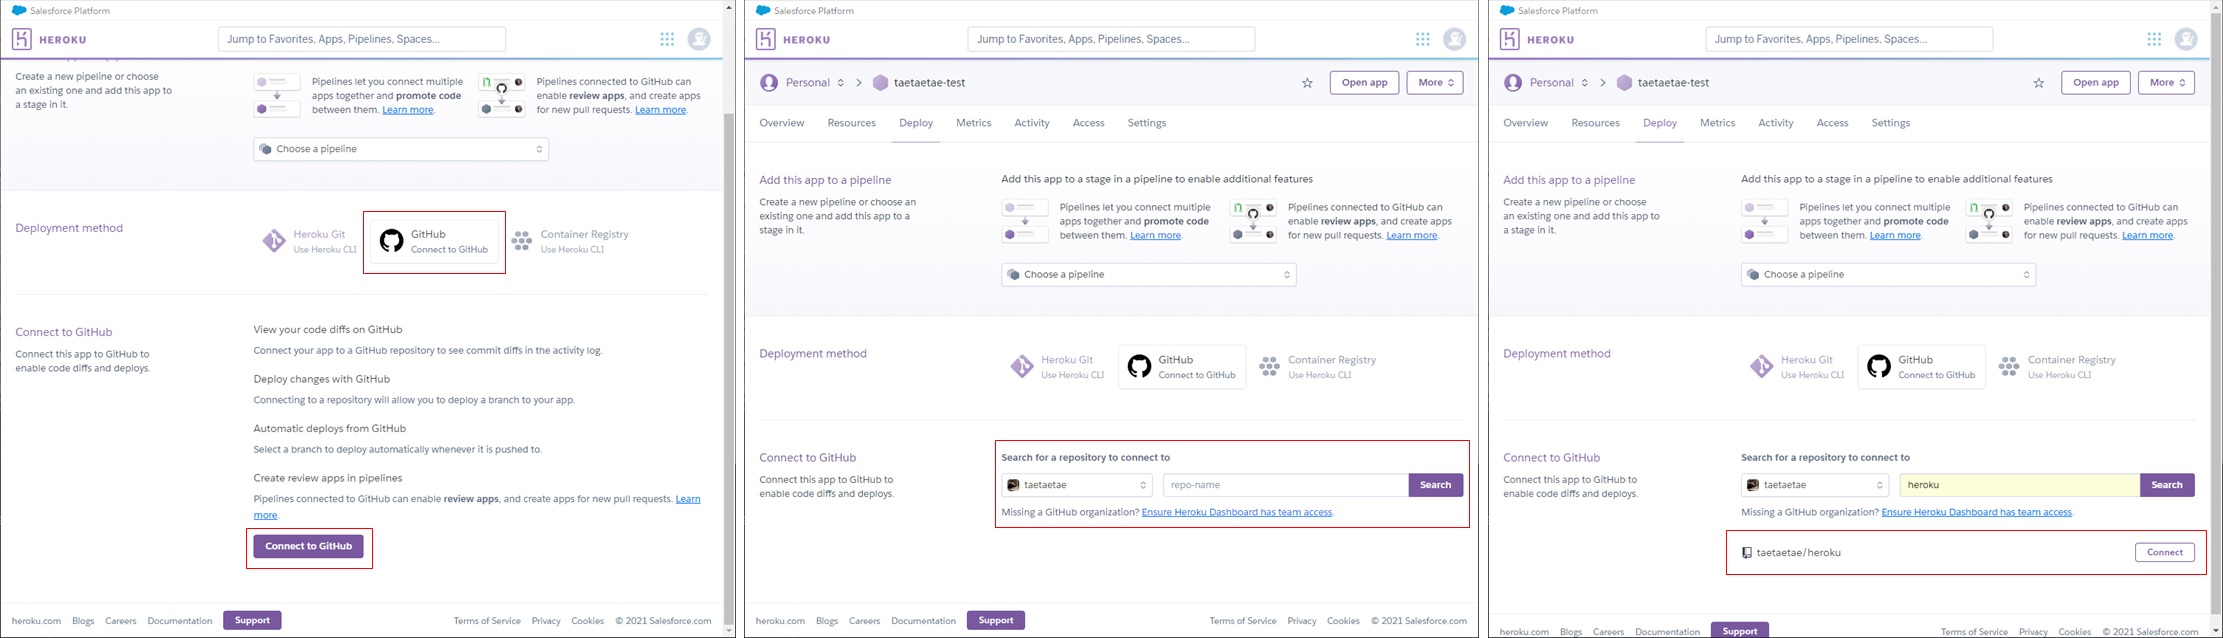 Salesforce Platform
HEROKU
Jump to Favorites, Apps, Pipelines, Spaces...
Create a new pipeline or choose
an existing one and add this app to
a stage in it.
Pipelines let you connect multiple
apps together and promote code
between them. Learn more.
Pipelines connected to GitHub can
enable review apps, and create apps
for new pull requests. Learn more.
Choose a pipeline
Deployment method
Heroku Git
Use Heroku CLI
GitHub
Connect to GitHub
Container Registry
Use Heroku CLI
Connect to GitHub
Connect this app to GitHub to
enable code diffs and deploys.
View your code diffs on GitHub
Connect your app to a GitHub repository to see commit diffs in the activity log.
Deploy changes with GitHub
Connecting to a repository will allow you to deploy a branch to your app.
Automatic deploys from GitHub
Select a branch to deploy automatically whenever it is pushed to.
Create review apps in pipelines
Pipelines connected to GitHub can enable review apps, and create apps for new pull requests. Learn
more.
Connect to GitHub
heroku.com Blogs Careers Documentation Support
Terms of Service Privacy Cookies © 2021 Salesforce.com
Salesforce Platform
HEROKU
Jump to Favorites, Apps, Pipelines, Spaces...
Personal > taetaetae-test
Open app
More
Overview Resources Deploy Metrics Activity Access Settings
Add this app to a pipeline
Create a new pipeline or choose an
existing one and add this app to a
stage in it.
Add this app to a stage in a pipeline to enable additional features
Pipelines let you connect multiple
apps together and promote code
between them. Learn more.
Pipelines connected to GitHub can
enable review apps, and create apps
for new pull requests. Learn more.
Choose a pipeline
Deployment method
Heroku Git
Use Heroku CLI
GitHub
Connect to GitHub
Container Registry
Use Heroku CLI
Connect to GitHub
Connect this app to GitHub to
enable code diffs and deploys.
Search for a repository to connect to
taetaetae
repo-name
Search
Missing a GitHub organization? Ensure Heroku Dashboard has team access.
heroku.com Blogs Careers Documentation Support
Terms of Service Privacy Cookies © 2021 Salesforce.com
Salesforce Platform
HEROKU
Jump to Favorites, Apps, Pipelines, Spaces...
Personal > taetaetae-test
Open app
More
Overview Resources Deploy Metrics Activity Access Settings
Add this app to a pipeline
Create a new pipeline or choose
an existing one and add this app to
a stage in it.
Add this app to a stage in a pipeline to enable additional features
Pipelines let you connect multiple
apps together and promote code
between them. Learn more.
Pipelines connected to GitHub can
enable review apps, and create apps
for new pull requests. Learn more.
Choose a pipeline
Deployment method
Heroku Git
Use Heroku CLI
GitHub
Connect to GitHub
Container Registry
Use Heroku CLI
Connect to GitHub
Connect this app to GitHub to
enable code diffs and deploys.
Search for a repository to connect to
taetaetae
heroku
Search
Missing a GitHub organization? Ensure Heroku Dashboard has team access.
taetaetae/heroku
Connect
heroku.com Blogs Careers Documentation Support
Terms of Service Privacy Cookies © 2021 Salesforce.com